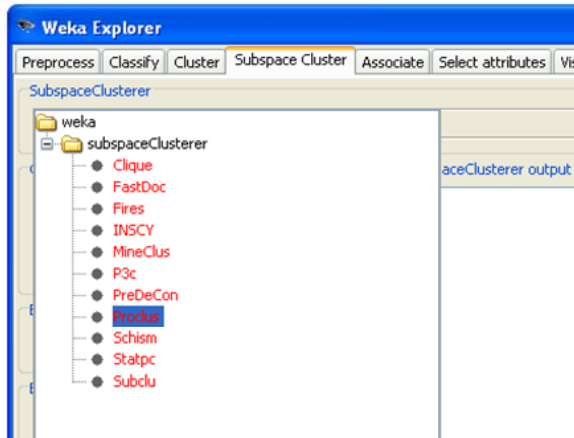 Weka Explorer
Preprocess Classify Cluster Subspace Cluster Associate Select attributes
SubspaceClusterer
weka
subspaceClusterer
Clique
aceClusterer output
FastDoc
Fires
INSCY
MineClus
P3c
PreDeCon
Proclus
Schism
Statpc
Subclu